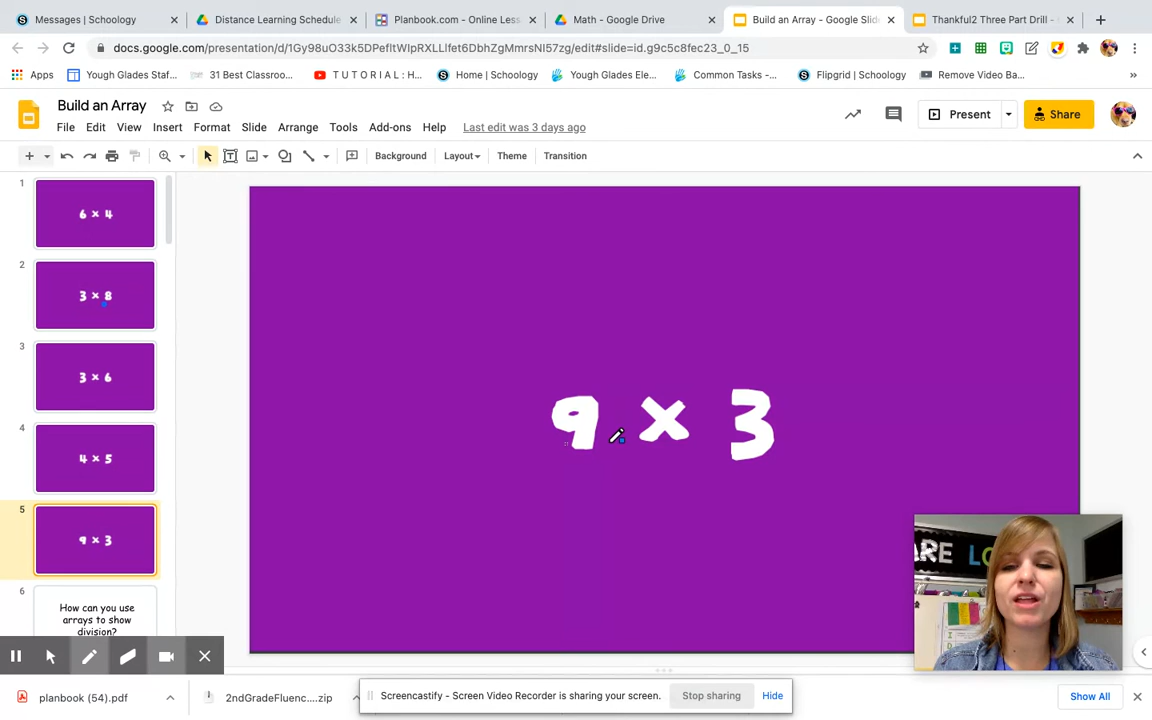 Messages | Schoology
Distance Learning Schedule
Planbook.com - Online Less
Math - Google Drive
Build an Array - Google Slid
Thankful2 Three Part Drill -
docs.google.com/presentation/d/1Gy98uO33k5DPefltWIpRXLLlfet6DbhZgMmrsNI57zg/edit#slide=id.g9c5c8fec23_0_15
Apps
Yough Glades Staf...
31 Best Classroo...
T U T O R I A L : H...
Home | Schoology
Yough Glades Ele...
Common Tasks -...
Flipgrid | Schoology
Remove Video Ba...
»
Build an Array
File Edit View Insert Format Slide Arrange Tools Add-ons Help Last edit was 3 days ago
Present
Share
Background Layout Theme Transition
1
6 × 4
2
3 × 8
3
3 × 6
4
4 × 5
5
9 × 3
6
How can you use
arrays to show
division?
9 × 3
ARE
planbook (54).pdf
2ndGradeFluenc....zip
Screencastify - Screen Video Recorder is sharing your screen.
Stop sharing
Hide
Show All